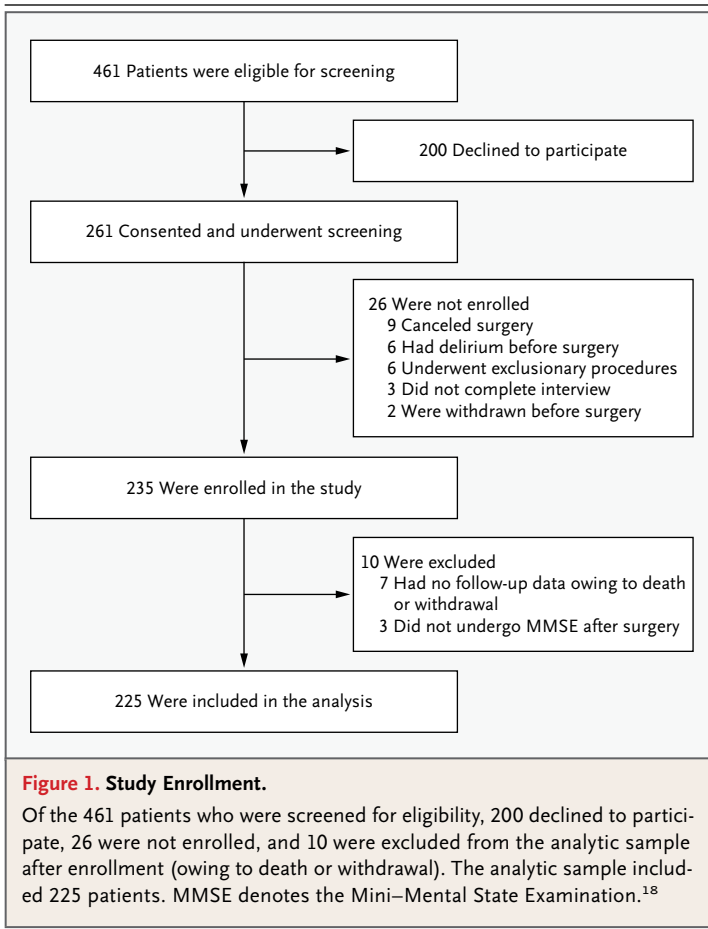 461 Patients were eligible for screening
200 Declined to participate
261 Consented and underwent screening
26 Were not enrolled
9 Canceled surgery
6 Had delirium before surgery
6 Underwent exclusionary procedures
3 Did not complete interview
2 Were withdrawn before surgery
235 Were enrolled in the study
10 Were excluded
7 Had no follow-up data owing to death
or withdrawal
3 Did not undergo MMSE after surgery
225 Were included in the analysis
Figure 1. Study Enrollment.
Of the 461 patients who were screened for eligibility, 200 declined to partici-
pate, 26 were not enrolled, and 10 were excluded from the analytic sample
after enrollment (owing to death or withdrawal). The analytic sample includ-
ed 225 patients. MMSE denotes the Mini–Mental State Examination.¹⁸